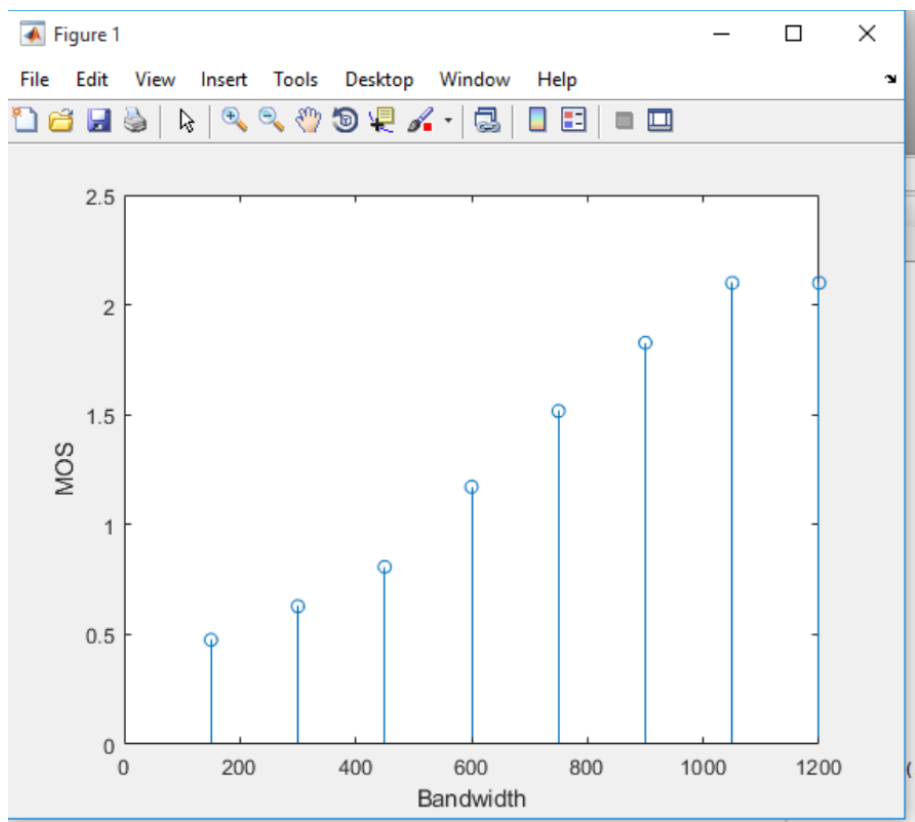 Figure 1
File Edit View Insert Tools Desktop Window Help
2.5
2
1.5
1
0.5
0
MOS
0 200 400 600 800 1000 1200
Bandwidth
(